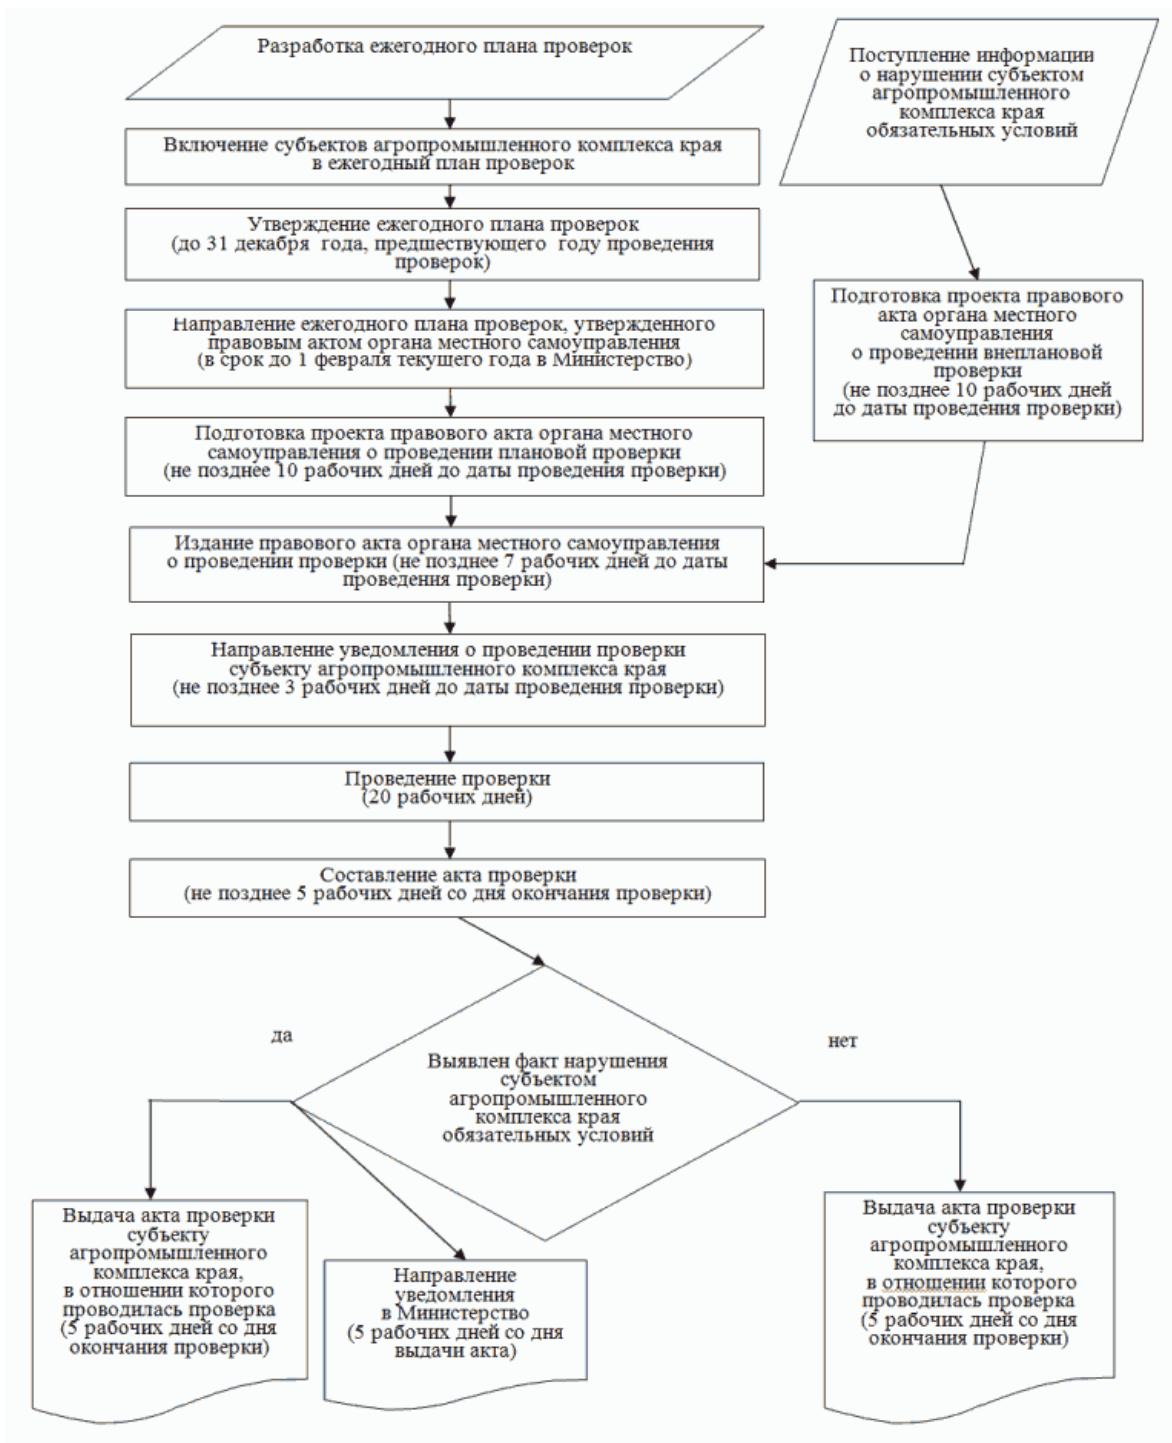 Разработка ежегодного плана проверок
Поступление информации
о нарушении субъектом
агропромышленного
комплекса края
обязательных условий
Включение субъектов агропромышленного комплекса края
в ежегодный план проверок
Утверждение ежегодного плана проверок
(до 31 декабря года, предшествующего году проведения
проверок)
Направление ежегодного плана проверок, утвержденного
правовым актом органа местного самоуправления
(в срок до 1 февраля текущего года в Министерство)
Подготовка проекта правового
акта органа местного
самоуправления
о проведении внеплановой
проверки
(не позднее 10 рабочих дней
до даты проведения проверки)
Подготовка проекта правового акта органа местного
самоуправления о проведении плановой проверки
(не позднее 10 рабочих дней до даты проведения проверки)
Издание правового акта органа местного самоуправления
о проведении проверки (не позднее 7 рабочих дней до даты
проведения проверки)
Направление уведомления о проведении проверки
субъекту агропромышленного комплекса края
(не позднее 3 рабочих дней до даты проведения проверки)
Проведение проверки
(20 рабочих дней)
Составление акта проверки
(не позднее 5 рабочих дней со дня окончания проверки)
да
нет
Выявлен факт нарушения
субъектом
агропромышленного
комплекса края
обязательных условий
Выдача акта проверки
субъекту
агропромышленного
комплекса края,
в отношении которого
проводилась проверка
(5 рабочих дней со дня
окончания проверки)
Направление
уведомления
в Министерство
(5 рабочих дней со дня
выдачи акта)
Выдача акта проверки
субъекту
агропромышленного
комплекса края,
в отношении которого
проводилась проверка
(5 рабочих дней со дня
окончания проверки)